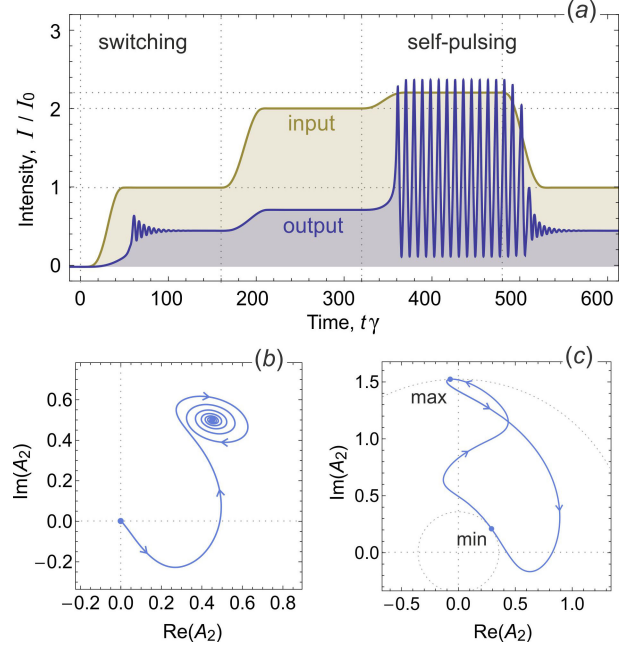 (a)
switching
self-pulsing
input
output
Intensity, I / I₀
3
2
1
0
0
100
200
300
400
500
600
Time, t γ
(b)
Im(A₂)
0.6
0.4
0.2
0.0
−0.2
−0.2
0.0
0.2
0.4
0.6
0.8
Re(A₂)
(c)
Im(A₂)
1.5
1.0
0.5
0.0
max
min
−0.5
0.0
0.5
1.0
Re(A₂)